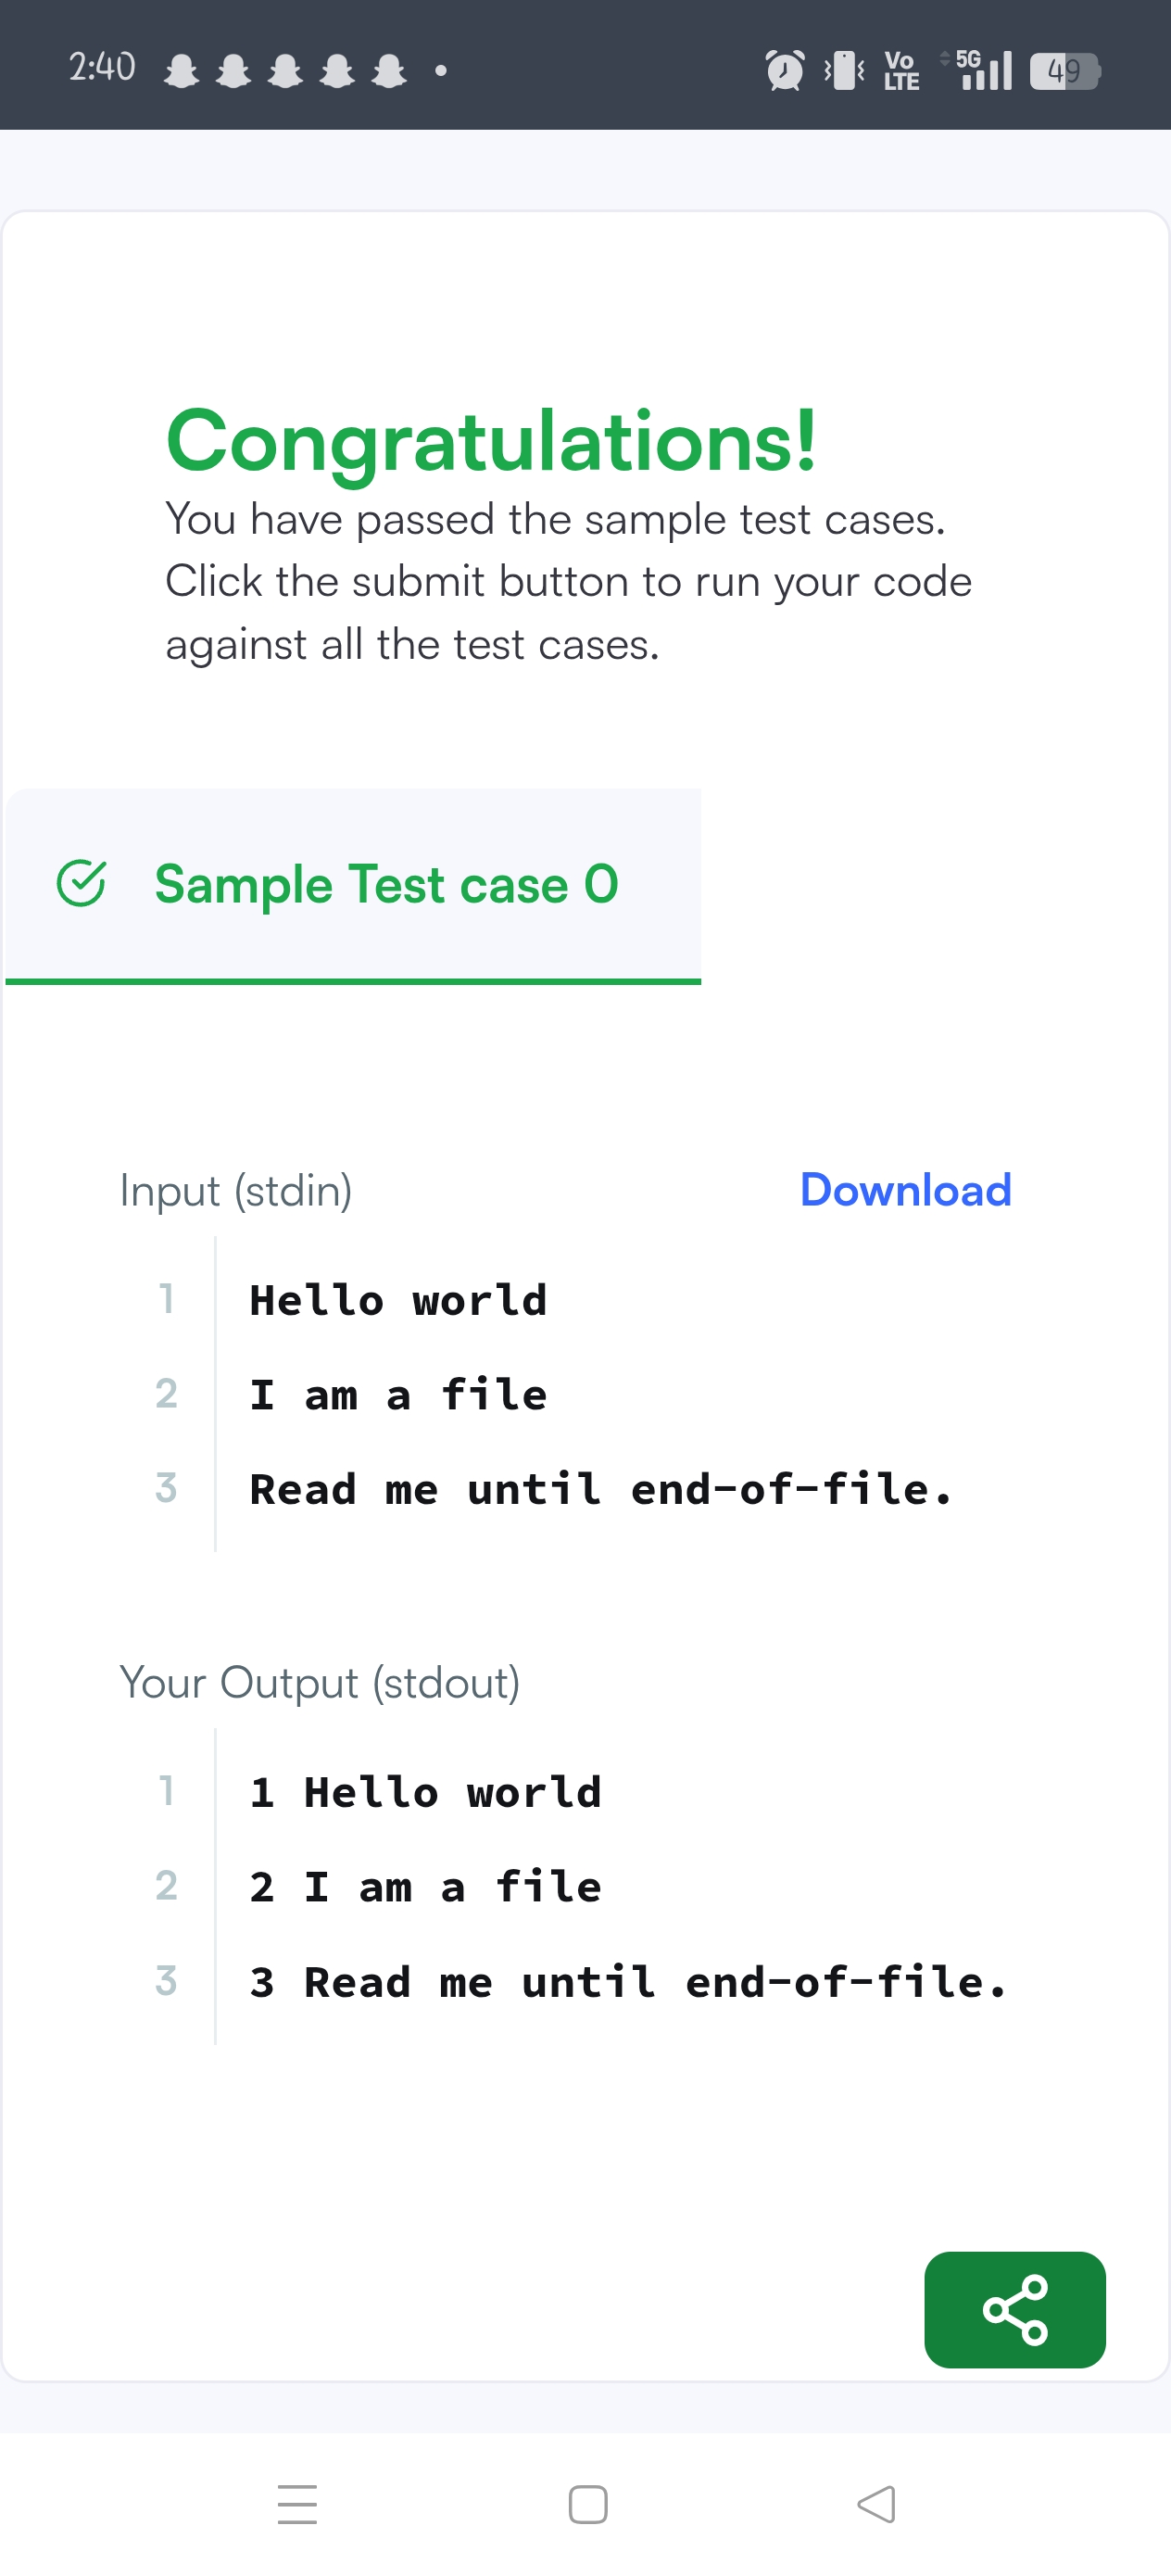 2:40 Vo LTE 5G 49
Congratulations!
You have passed the sample test cases.
Click the submit button to run your code
against all the test cases.
Sample Test case 0
Input (stdin) Download
1 Hello world
2 I am a file
3 Read me until end-of-file.
Your Output (stdout)
1 1 Hello world
2 2 I am a file
3 3 Read me until end-of-file.